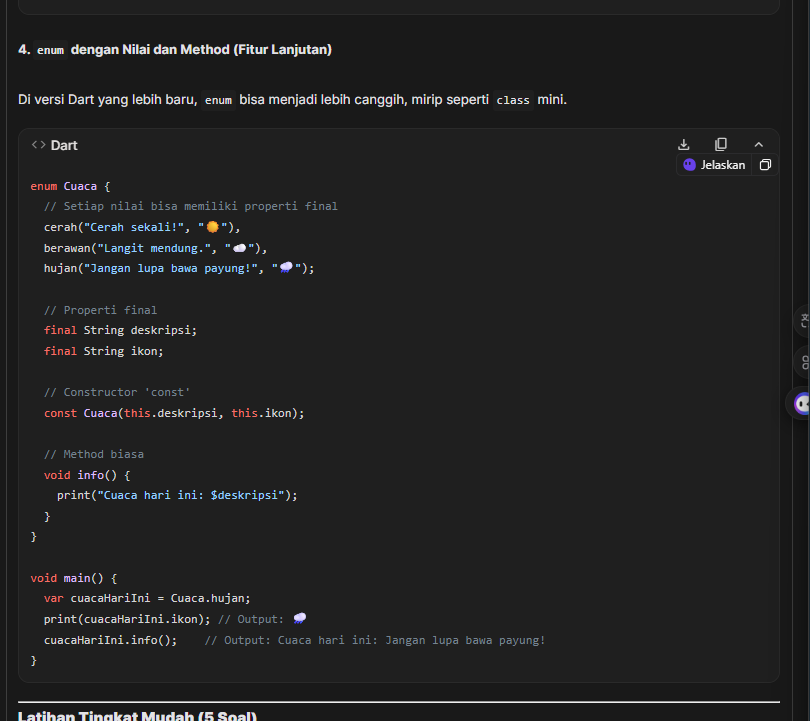 4. enum dengan Nilai dan Method (Fitur Lanjutan)
Di versi Dart yang lebih baru, enum bisa menjadi lebih canggih, mirip seperti class mini.
<> Dart
Jelaskan
enum Cuaca {
  // Setiap nilai bisa memiliki properti final
  cerah("Cerah sekali!", "☀️"),
  berawan("Langit mendung.", "☁️"),
  hujan("Jangan lupa bawa payung!", "🌧️");

  // Properti final
  final String deskripsi;
  final String ikon;

  // Constructor 'const'
  const Cuaca(this.deskripsi, this.ikon);

  // Method biasa
  void info() {
    print("Cuaca hari ini: $deskripsi");
  }
}

void main() {
  var cuacaHariIni = Cuaca.hujan;
  print(cuacaHariIni.ikon); // Output: 🌧️
  cuacaHariIni.info();    // Output: Cuaca hari ini: Jangan lupa bawa payung!
}
Latihan Tingkat Mudah (5 Soal)